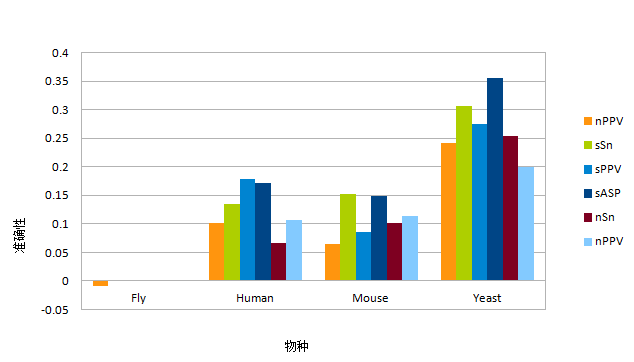 0.4
0.35
0.3
0.25
0.2
0.15
0.1
0.05
0
-0.05
准确性
Fly Human Mouse Yeast
物种
nPPV
sSn
sPPV
sASP
nSn
nPPV